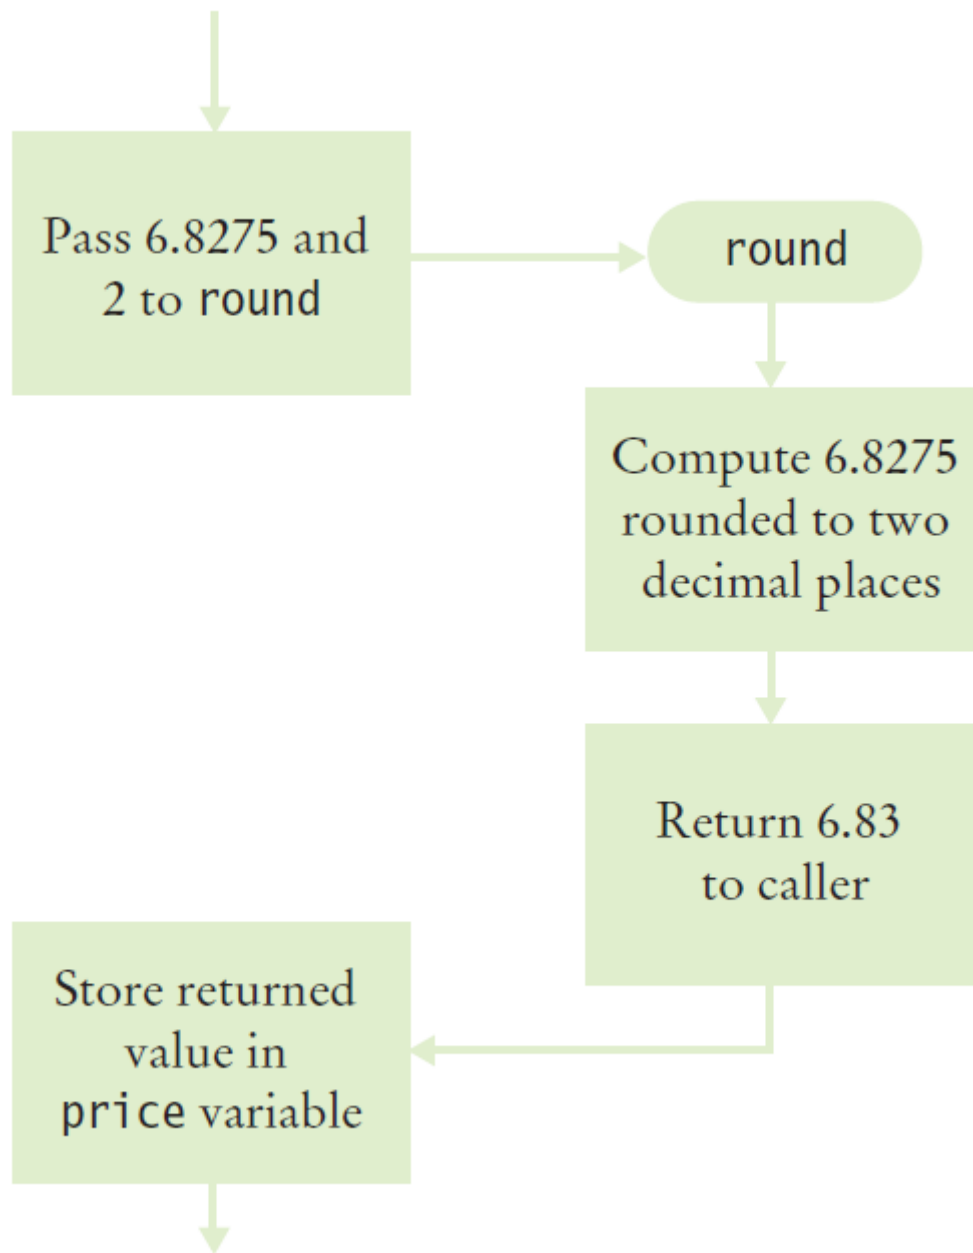 Pass 6.8275 and
2 to round
round
Compute 6.8275
rounded to two
decimal places
Return 6.83
to caller
Store returned
value in
price variable